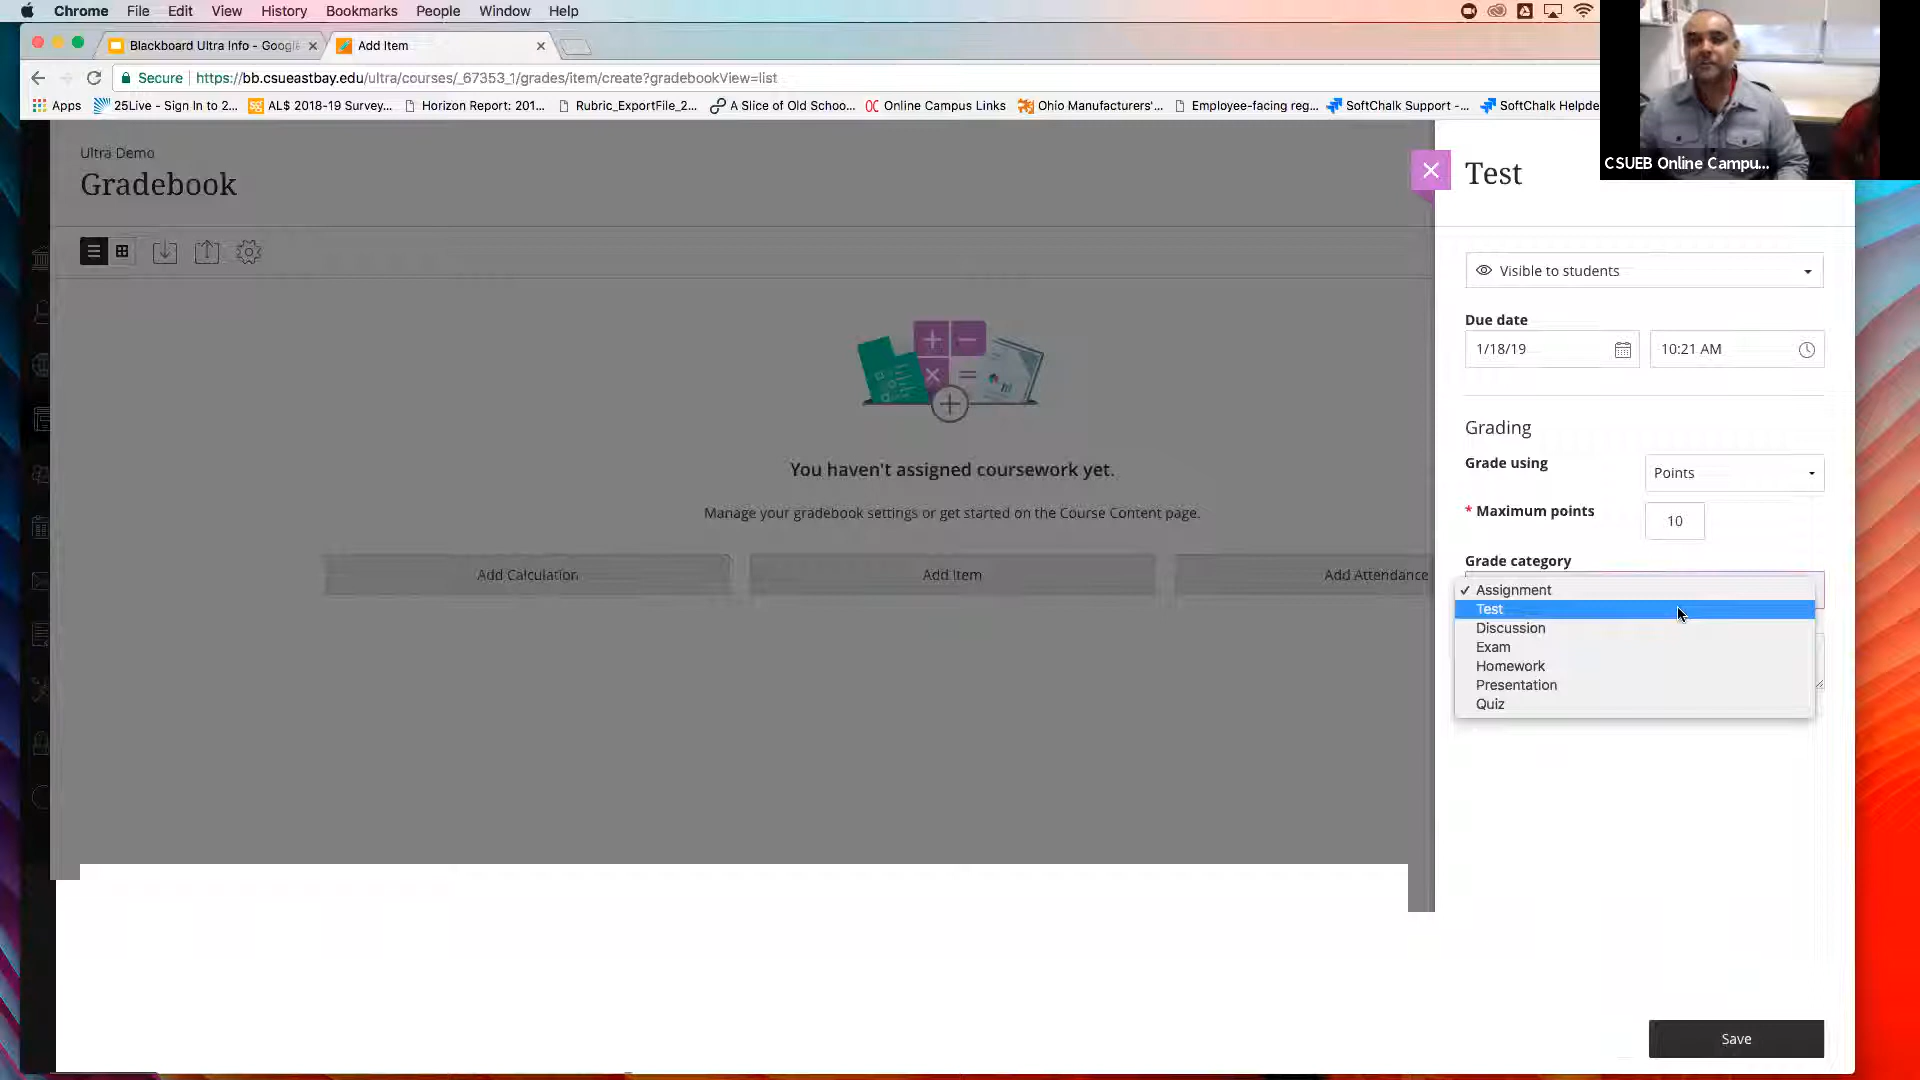 Chrome File Edit View History Bookmarks People Window Help
Blackboard Ultra Info - Googl
Add Item
Secure https://bb.csueastbay.edu/ultra/courses/_67353_1/grades/item/create?gradebookView=list
Apps 25Live - Sign In to 2... AL$ 2018-19 Survey... Horizon Report: 201... Rubric_ExportFile_2... A Slice of Old Schoo... Online Campus Links Ohio Manufacturers'... Employee-facing reg... SoftChalk Support -... SoftChalk Helpde
CSUEB Online Campu...
Ultra Demo
Gradebook
You haven't assigned coursework yet.
Manage your gradebook settings or get started on the Course Content page.
Add Calculation
Add Item
Add Attendance
Test
Visible to students
Due date
1/18/19 10:21 AM
Grading
Grade using Points
* Maximum points 10
Grade category
✓ Assignment
Test
Discussion
Exam
Homework
Presentation
Quiz
Save